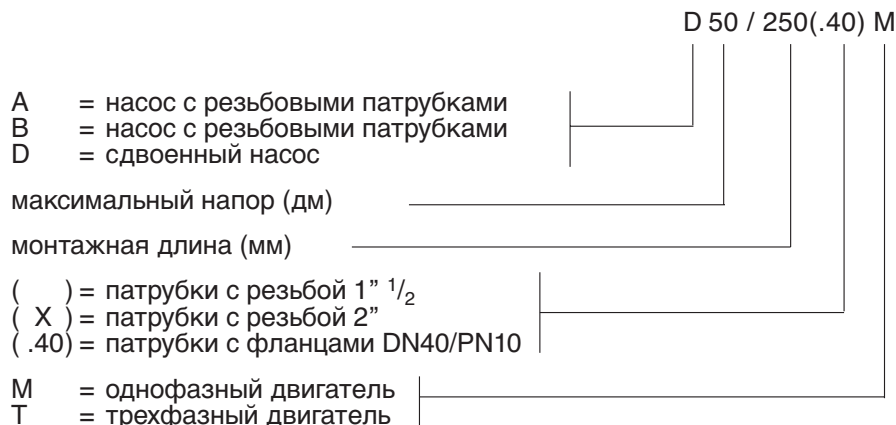 D 50 / 250(.40) M
A = насос с резьбовыми патрубками
B = насос с резьбовыми патрубками
D = сдвоенный насос
максимальный напор (дм)
монтажная длина (мм)
( ) = патрубки с резьбой 1” 1/2
( X ) = патрубки с резьбой 2”
( .40) = патрубки с фланцами DN40/PN10
M = однофазный двигатель
T = трехфазный двигатель